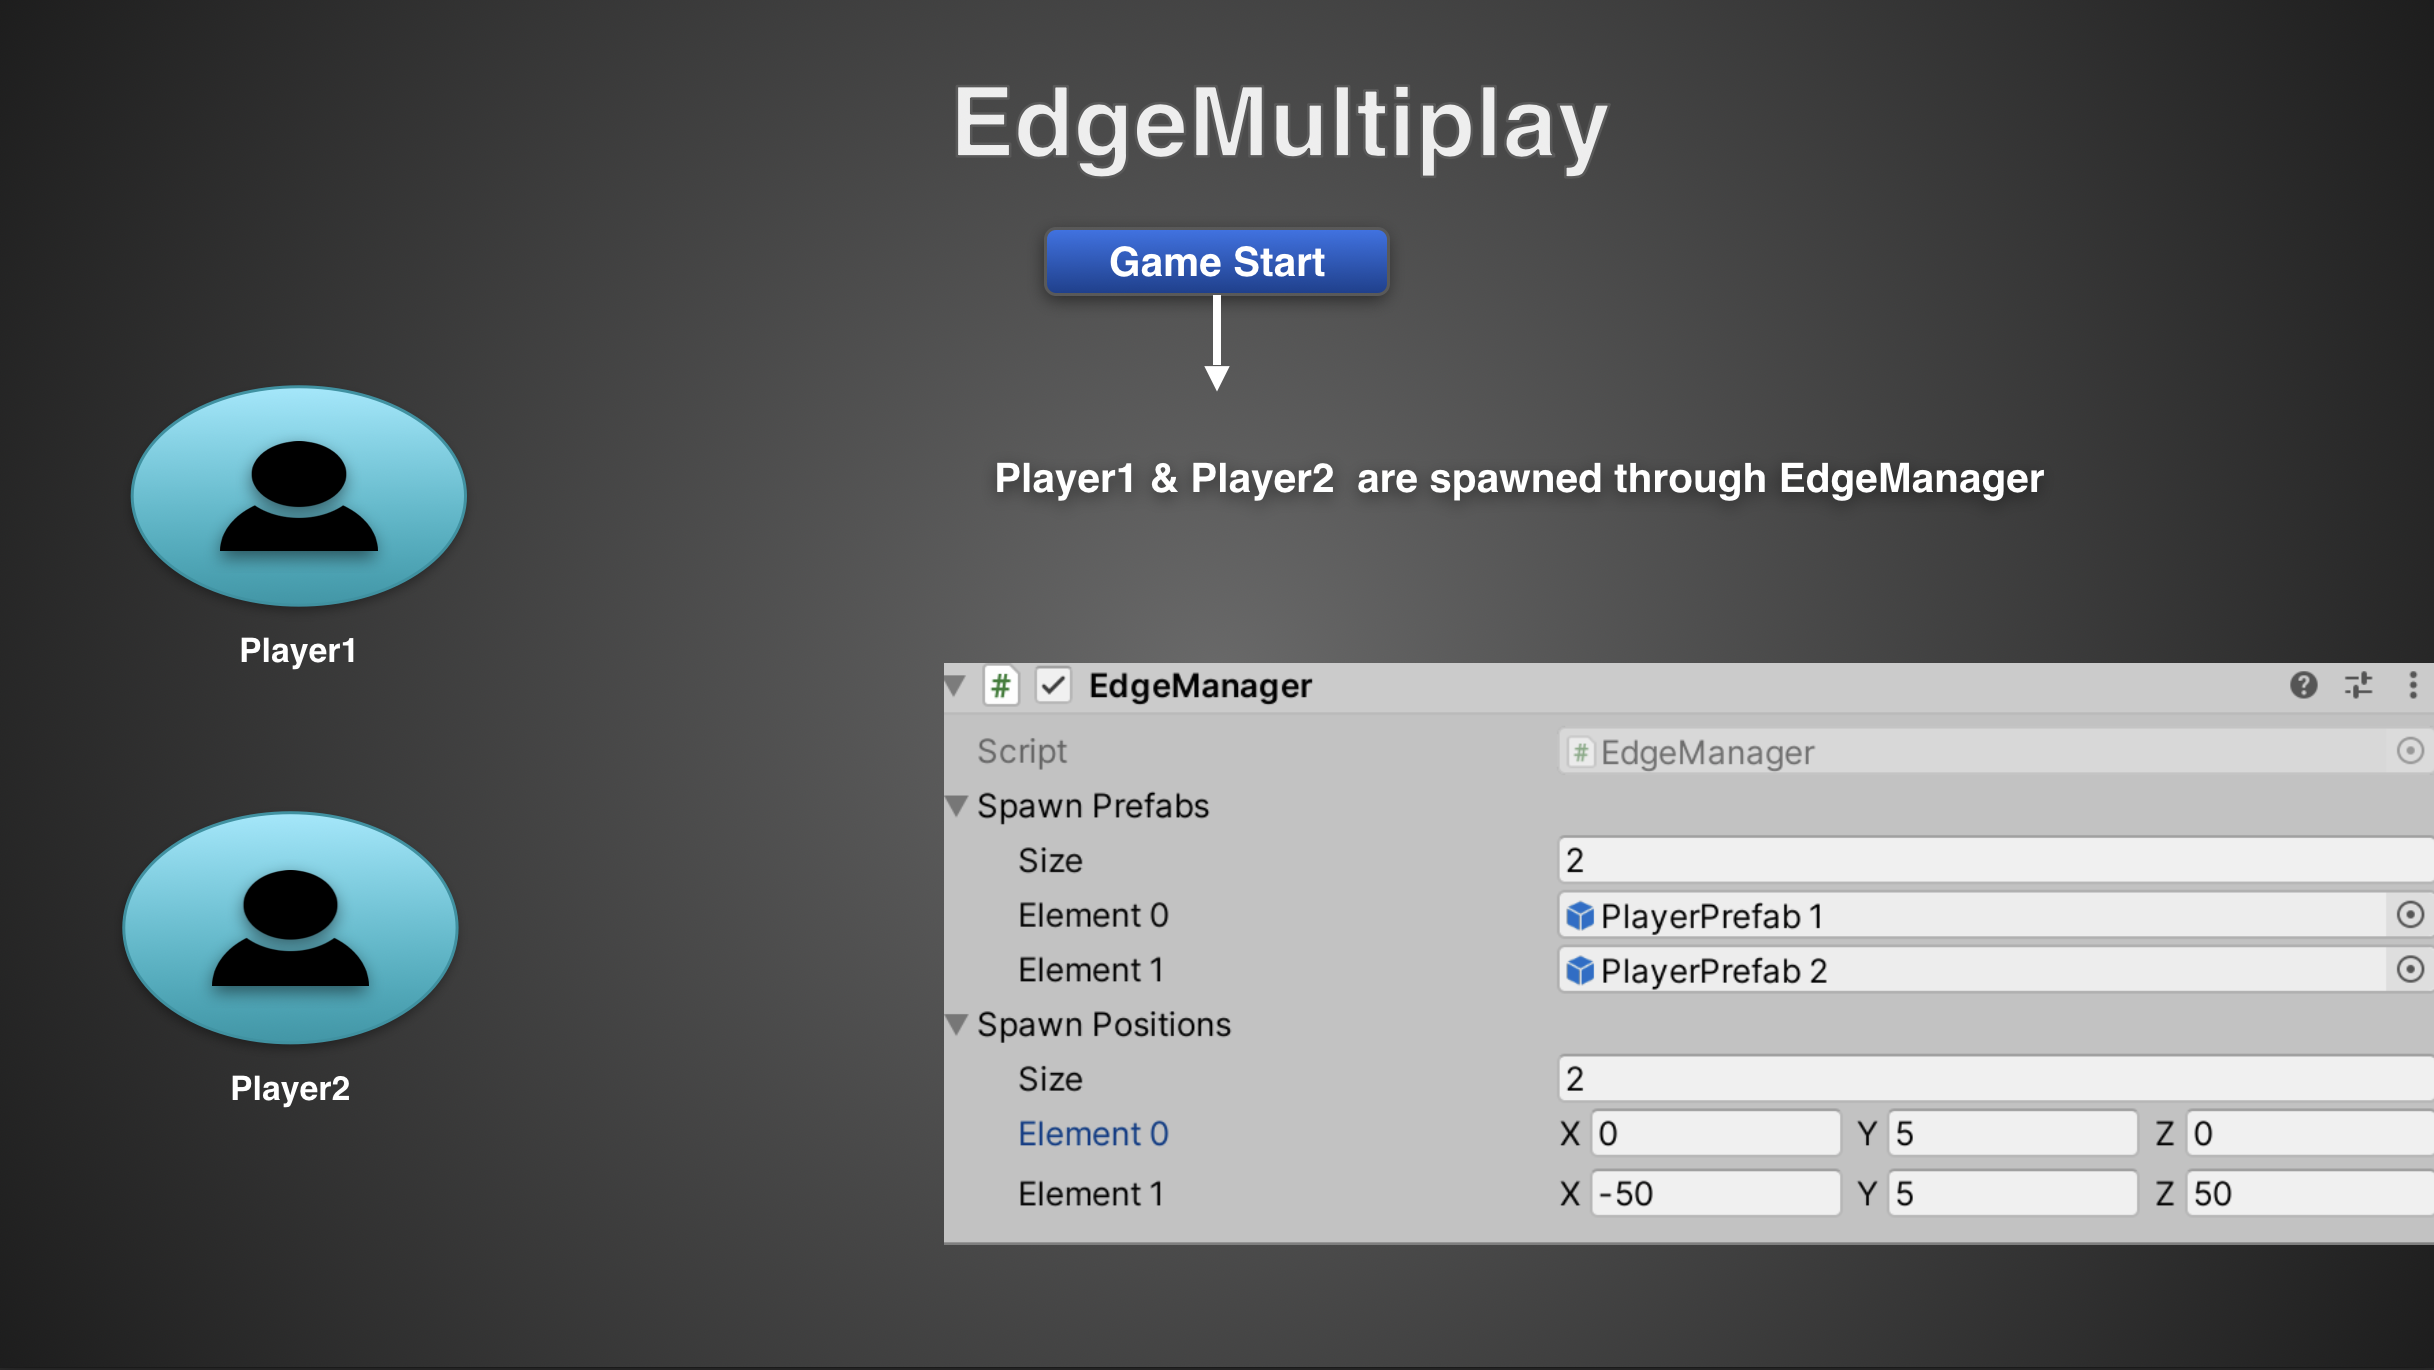 EdgeMultiplay
Game Start
Player1 & Player2  are spawned through EdgeManager
Player1
Player2
# EdgeManager ?
Script # EdgeManager
Spawn Prefabs
Size 2
Element 0 PlayerPrefab 1
Element 1 PlayerPrefab 2
Spawn Positions
Size 2
Element 0 X 0 Y 5 Z 0
Element 1 X -50 Y 5 Z 50